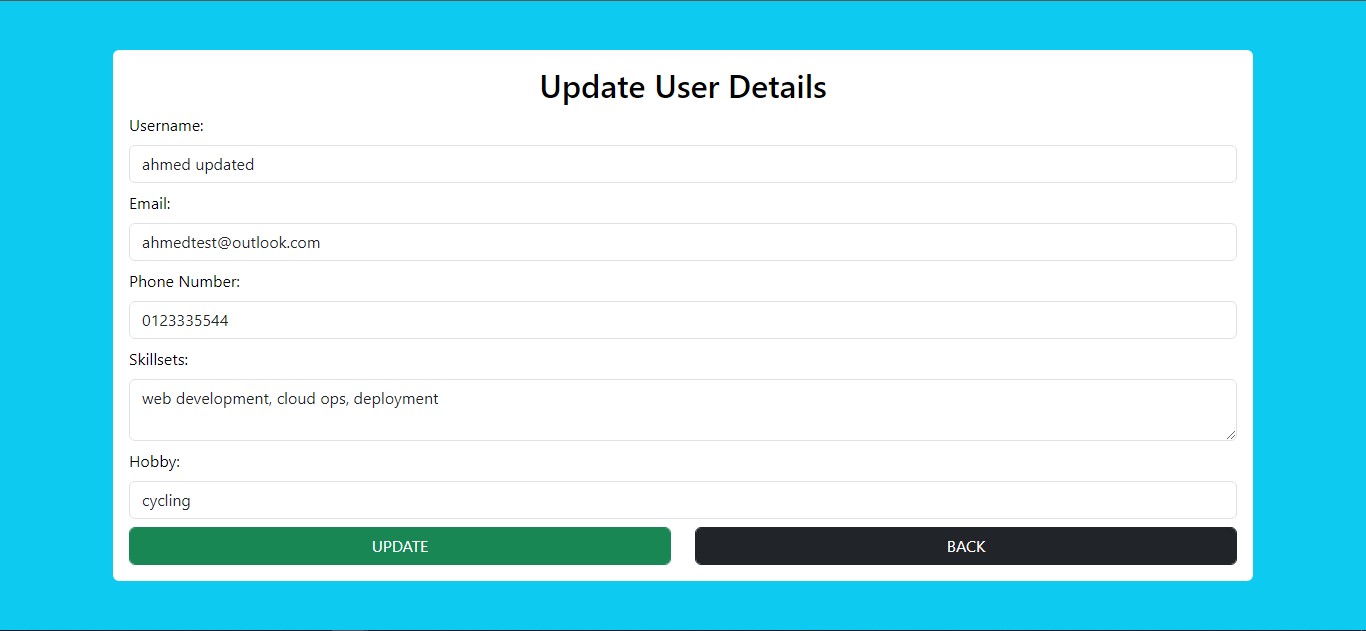 Update User Details
Username:
ahmed updated
Email:
ahmedtest@outlook.com
Phone Number:
0123335544
Skillsets:
web development, cloud ops, deployment
Hobby:
cycling
UPDATE
BACK